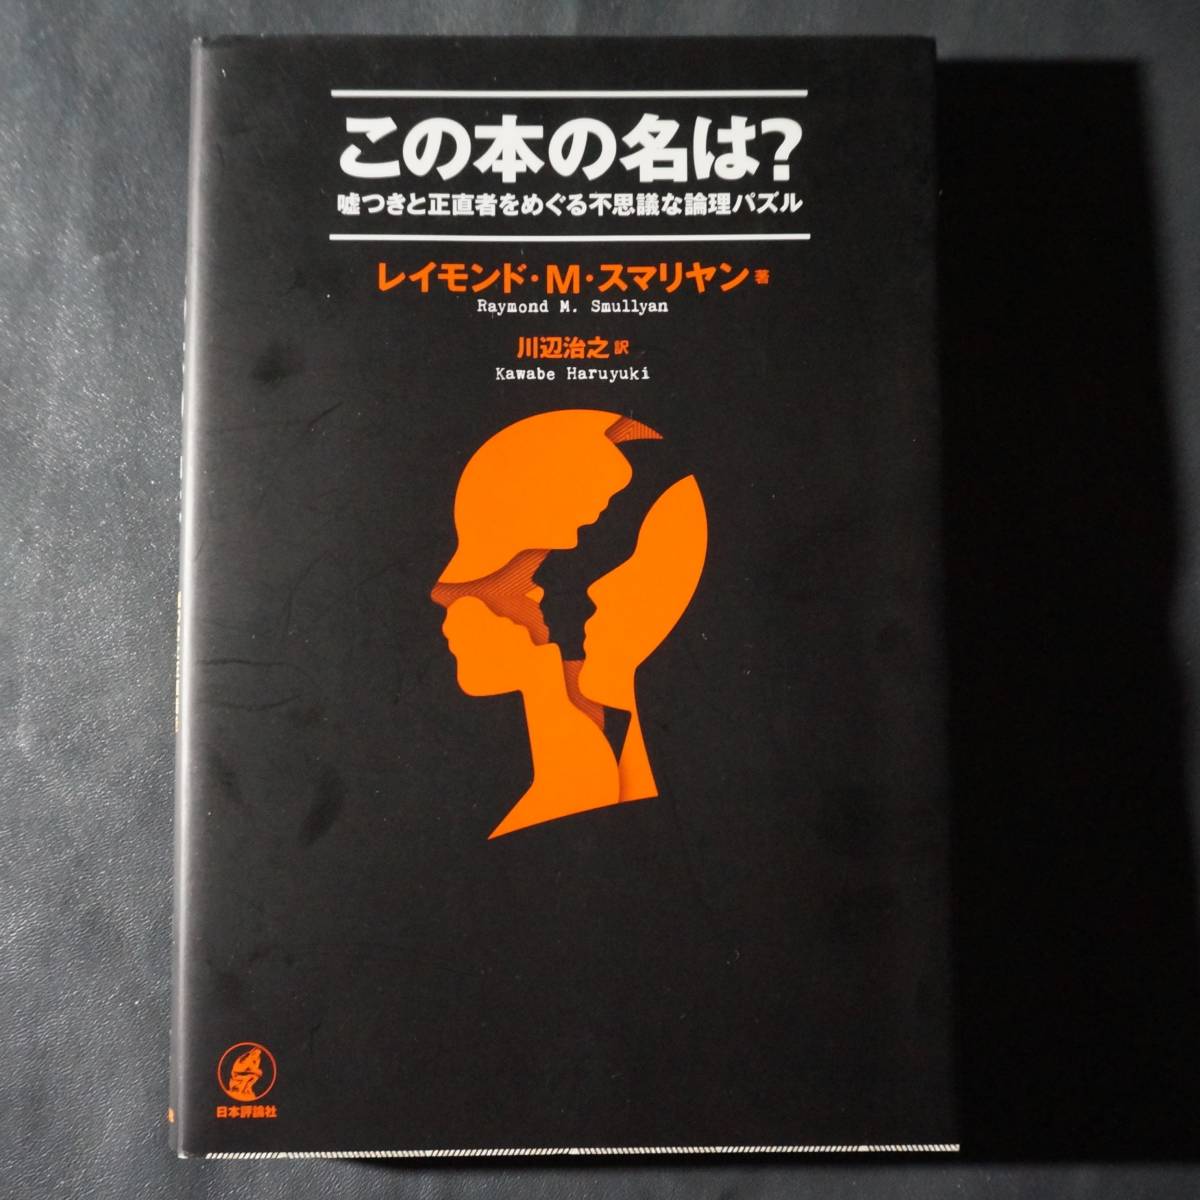 この本の名は?
嘘つきと正直者をめぐる不思議な論理パズル
レイモンド・M・スマリヤン 著
Raymond M. Smullyan
川辺治之 訳
Kawabe Haruyuki
日本評論社